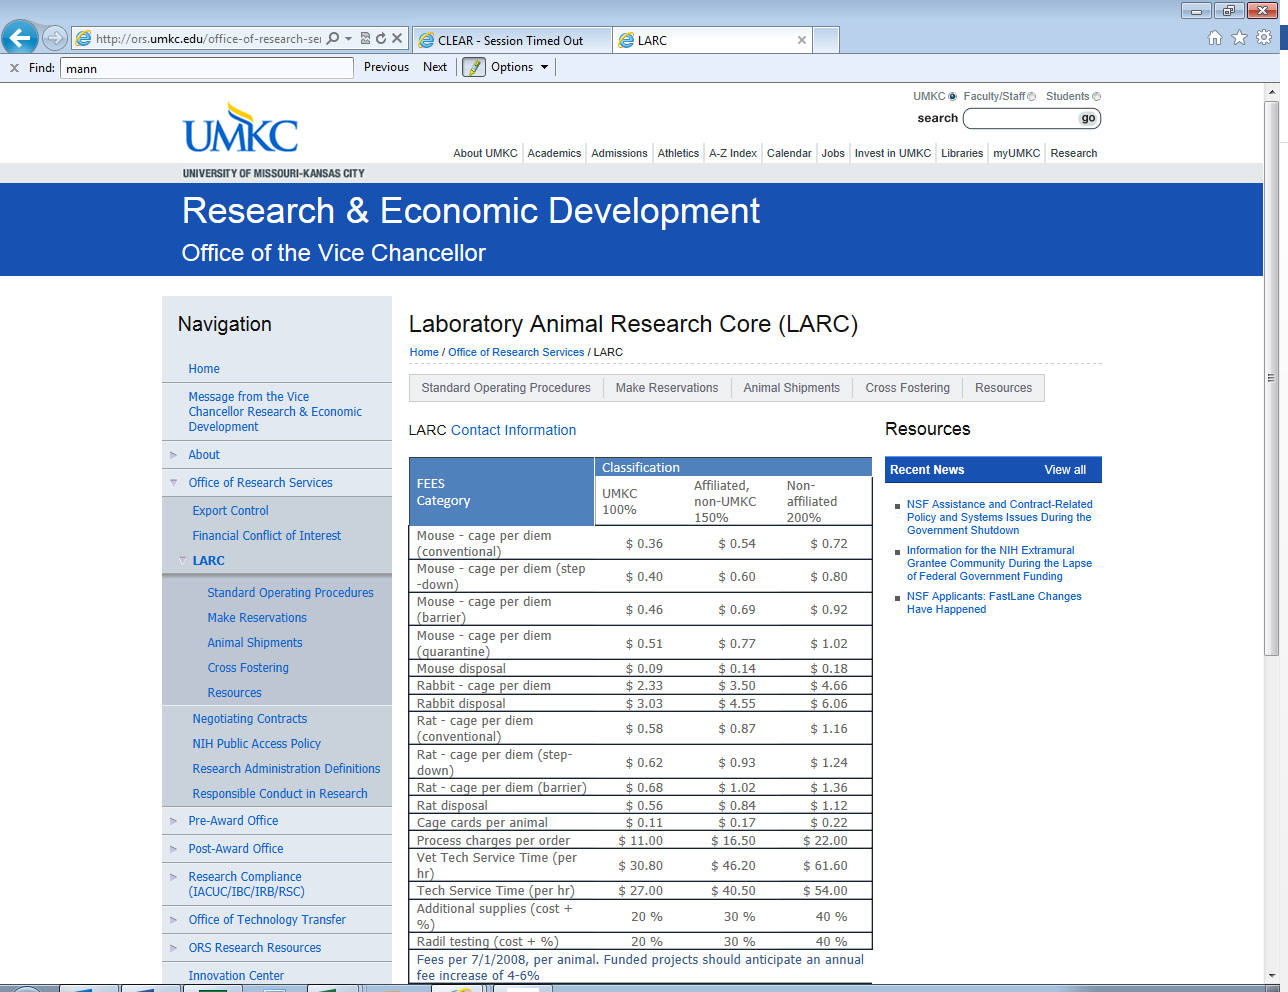 http://ors.umkc.edu/office-of-research-ser
CLEAR - Session Timed Out
LARC
x Find: mann
Previous Next Options
UMKC Faculty/Staff Students
search go
UMKC
About UMKC Academics Admissions Athletics A-Z Index Calendar Jobs Invest in UMKC Libraries myUMKC Research
UNIVERSITY OF MISSOURI-KANSAS CITY
Research & Economic Development
Office of the Vice Chancellor
Navigation
Home
Message from the Vice
Chancellor Research & Economic
Development
About
Office of Research Services
Export Control
Financial Conflict of Interest
LARC
Standard Operating Procedures
Make Reservations
Animal Shipments
Cross Fostering
Resources
Negotiating Contracts
NIH Public Access Policy
Research Administration Definitions
Responsible Conduct in Research
Pre-Award Office
Post-Award Office
Research Compliance
(IACUC/IBC/IRB/RSC)
Office of Technology Transfer
ORS Research Resources
Innovation Center
Laboratory Animal Research Core (LARC)
Home / Office of Research Services / LARC
Standard Operating Procedures Make Reservations Animal Shipments Cross Fostering Resources
LARC Contact Information
FEES
Category
Classification
UMKC
100%
Affiliated,
non-UMKC
150%
Non-
affiliated
200%
Mouse - cage per diem
(conventional) $ 0.36 $ 0.54 $ 0.72
Mouse - cage per diem (step
-down) $ 0.40 $ 0.60 $ 0.80
Mouse - cage per diem
(barrier) $ 0.46 $ 0.69 $ 0.92
Mouse - cage per diem
(quarantine) $ 0.51 $ 0.77 $ 1.02
Mouse disposal $ 0.09 $ 0.14 $ 0.18
Rabbit - cage per diem $ 2.33 $ 3.50 $ 4.66
Rabbit disposal $ 3.03 $ 4.55 $ 6.06
Rat - cage per diem
(conventional) $ 0.58 $ 0.87 $ 1.16
Rat - cage per diem (step-
down) $ 0.62 $ 0.93 $ 1.24
Rat - cage per diem (barrier) $ 0.68 $ 1.02 $ 1.36
Rat disposal $ 0.56 $ 0.84 $ 1.12
Cage cards per animal $ 0.11 $ 0.17 $ 0.22
Process charges per order $ 11.00 $ 16.50 $ 22.00
Vet Tech Service Time (per
hr) $ 30.80 $ 46.20 $ 61.60
Tech Service Time (per hr) $ 27.00 $ 40.50 $ 54.00
Additional supplies (cost +
%) 20 % 30 % 40 %
Radil testing (cost + %) 20 % 30 % 40 %
Fees per 7/1/2008, per animal. Funded projects should anticipate an annual
fee increase of 4-6%
Resources
Recent News View all
NSF Assistance and Contract-Related
Policy and Systems Issues During the
Government Shutdown
Information for the NIH Extramural
Grantee Community During the Lapse
of Federal Government Funding
NSF Applicants: FastLane Changes
Have Happened